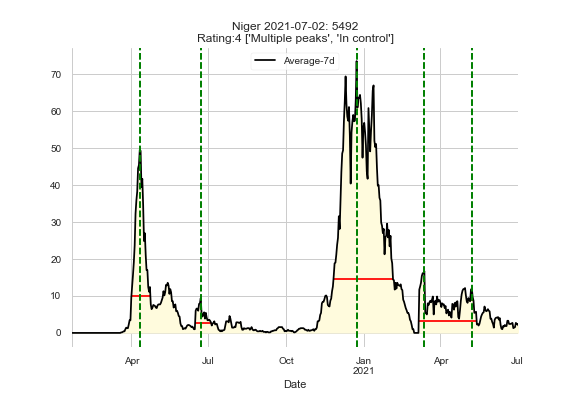 Niger 2021-07-02: 5492
Rating:4 ['Multiple peaks', 'In control']
Average-7d
70
60
50
40
30
20
10
0
Apr
Jul
Oct
Jan
2021
Apr
Jul
Date